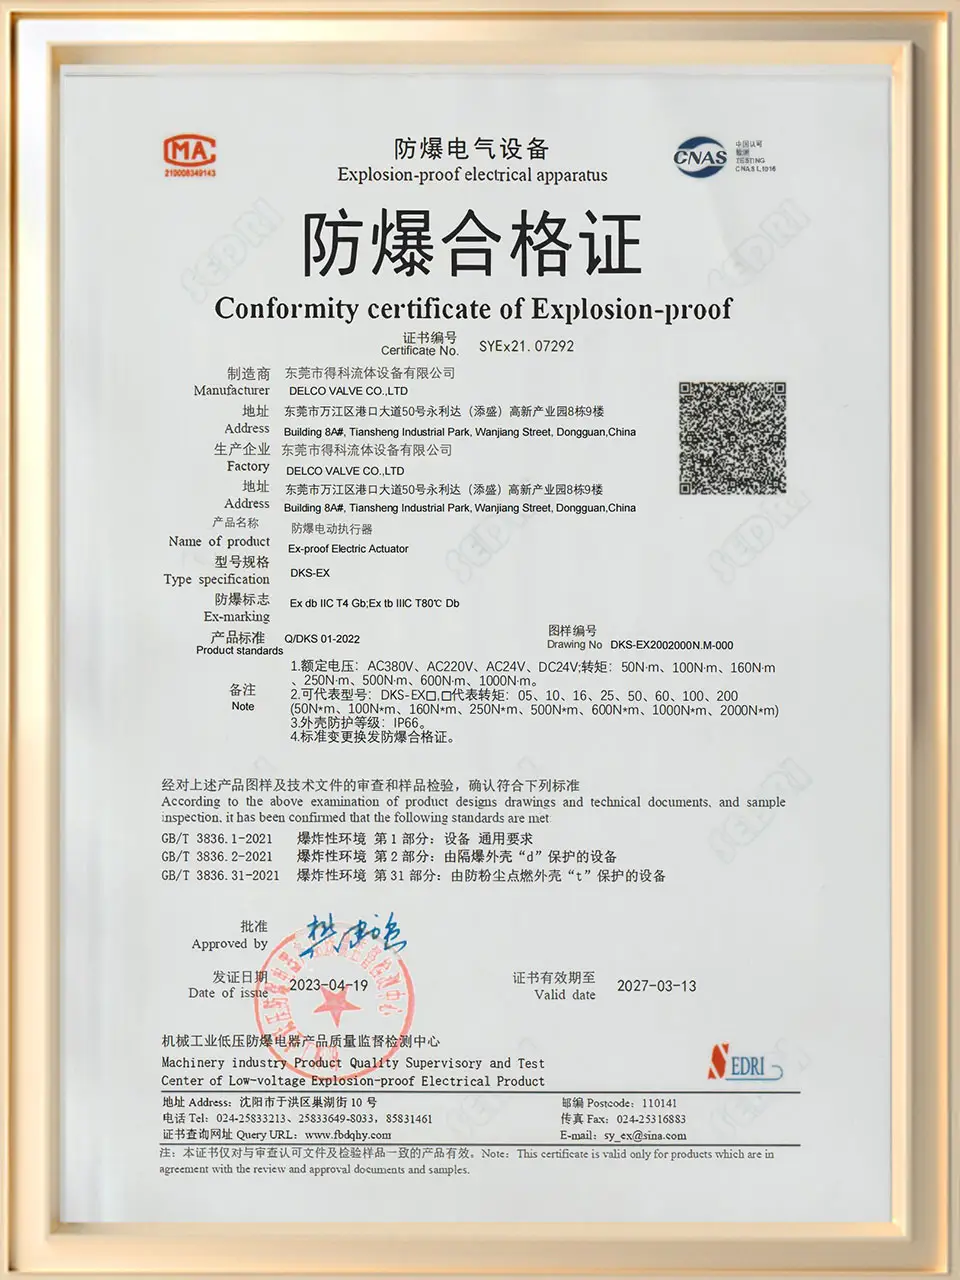 MA
210008349143
防爆电气设备
Explosion-proof electrical apparatus
CNAS
中国认可
检测
TESTING
CNAS L1016
防爆合格证
Conformity certificate of Explosion-proof
证书编号
Certificate No. SYEx21.07292
制造商 东莞市得科流体设备有限公司
Manufacturer DELCO VALVE CO.,LTD
地址 东莞市万江区港口大道50号永利达（添盛）高新产业园8栋9楼
Address Building 8A#, Tiansheng Industrial Park, Wanjiang Street, Dongguan,China
生产企业 东莞市得科流体设备有限公司
Factory DELCO VALVE CO.,LTD
地址 东莞市万江区港口大道50号永利达（添盛）高新产业园8栋9楼
Address Building 8A#, Tiansheng Industrial Park, Wanjiang Street, Dongguan,China
产品名称 防爆电动执行器
Name of product Ex-proof Electric Actuator
型号规格
Type specification DKS-EX
防爆标志
Ex-marking Ex db IIC T4 Gb;Ex tb IIIC T80℃ Db
产品标准 Q/DKS 01-2022 图样编号
Product standards Drawing No DKS-EX2002000N.M-000
备注
Note
1.额定电压：AC380V、AC220V、AC24V、DC24V;转矩：50N·m、100N·m、160N·m
、250N·m、500N·m、600N·m、1000N·m。
2.可代表型号：DKS-EX□,□代表转矩：05、10、16、25、50、60、100、200
(50N*m、100N*m、160N*m、250N*m、500N*m、600N*m、1000N*m、2000N*m)
3.外壳防护等级：IP66。
4.标准变更换发防爆合格证。
经对上述产品图样及技术文件的审查和样品检验，确认符合下列标准
According to the above examination of product designs drawings and technical documents, and sample
inspection, it has been confirmed that the following standards are met
GB/T 3836.1-2021 爆炸性环境 第1部分：设备 通用要求
GB/T 3836.2-2021 爆炸性环境 第2部分：由隔爆外壳“d”保护的设备
GB/T 3836.31-2021 爆炸性环境 第31部分：由防粉尘点燃外壳“t”保护的设备
批准
Approved by
发证日期 2023-04-19 证书有效期至 2027-03-13
Date of issue Valid date
机械工业低压防爆电器产品质量监督检测中心
Machinery industry Product Quality Supervisory and Test
Center of Low-voltage Explosion-proof Electrical Product
SEDRI
地址 Address: 沈阳市于洪区巢湖街10号 邮编 Postcode: 110141
电话 Tel: 024-25833213、25833649-8033，85831461 传真 Fax: 024-25316883
证书查询网址 Query URL: www.fbdqhy.com E-mail: sy_ex@sina.com
注：本证书仅对与审查认可文件及检验样品一致的产品有效。Note: This certificate is valid only for products which are in
agreement with the review and approval documents and samples.